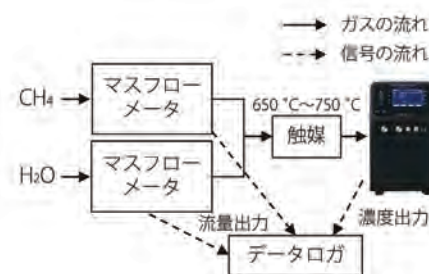 ガスの流れ
信号の流れ
CH₄
マスフロー
メータ
650 ℃～750 ℃
触媒
H₂O
マスフロー
メータ
流量出力
濃度出力
データロガ